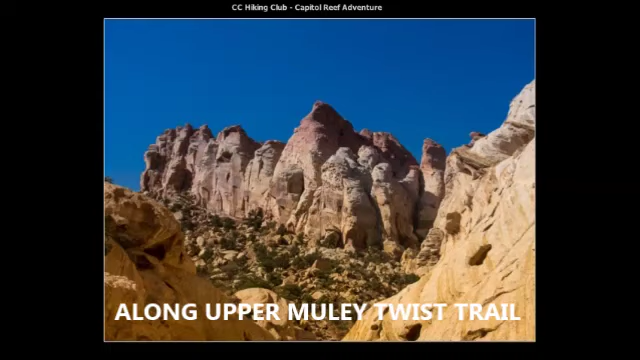 CC Hiking Club - Capitol Reef Adventure
ALONG UPPER MULEY TWIST TRAIL